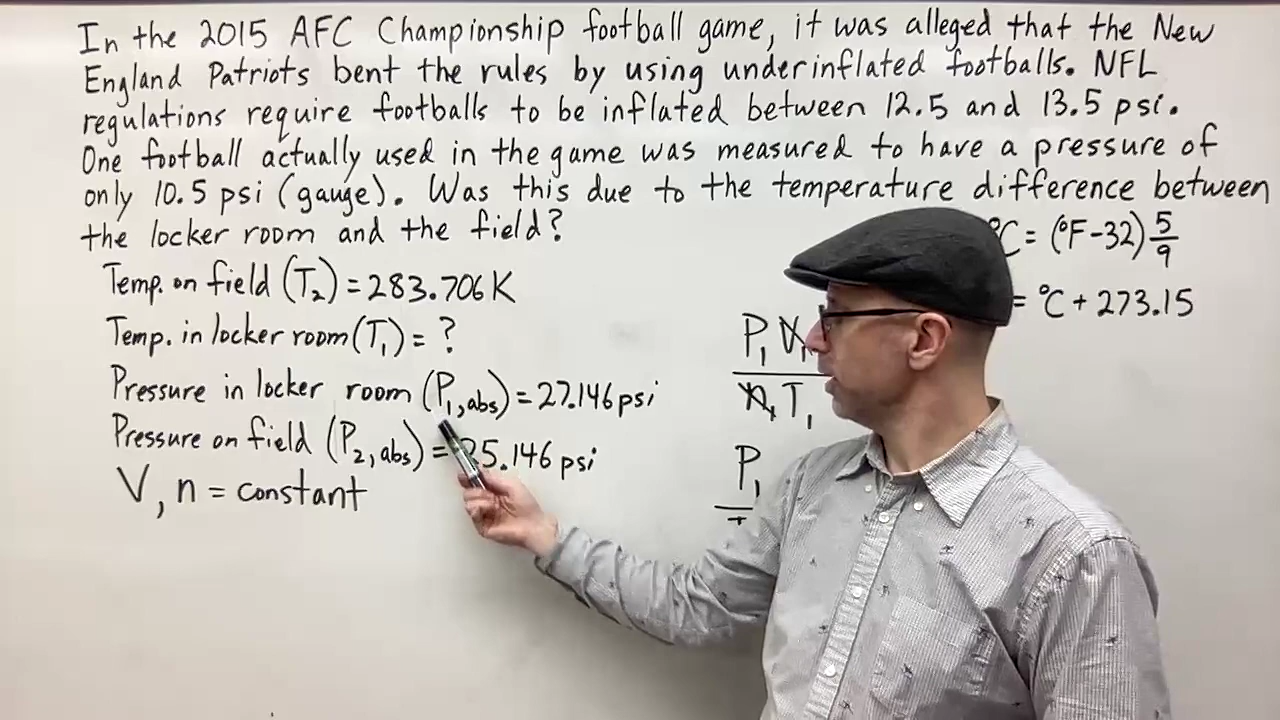 In the 2015 AFC Championship football game, it was alleged that the New
England Patriots bent the rules by using underinflated footballs. NFL
regulations require footballs to be inflated between 12.5 and 13.5 psi.
One football actually used in the game was measured to have a pressure of
only 10.5 psi (gauge). Was this due to the temperature difference between
the locker room and the field?
°C = (°F-32) 5/9
Temp. on field (T₂) = 283.706 K
= °C + 273.15
Temp. in locker room (T₁) = ?
P₁ V₁
n₁ T₁
Pressure in locker room (P₁,abs) = 27.146 psi
Pressure on field (P₂,abs) = 25.146 psi
P₁
V, n = constant